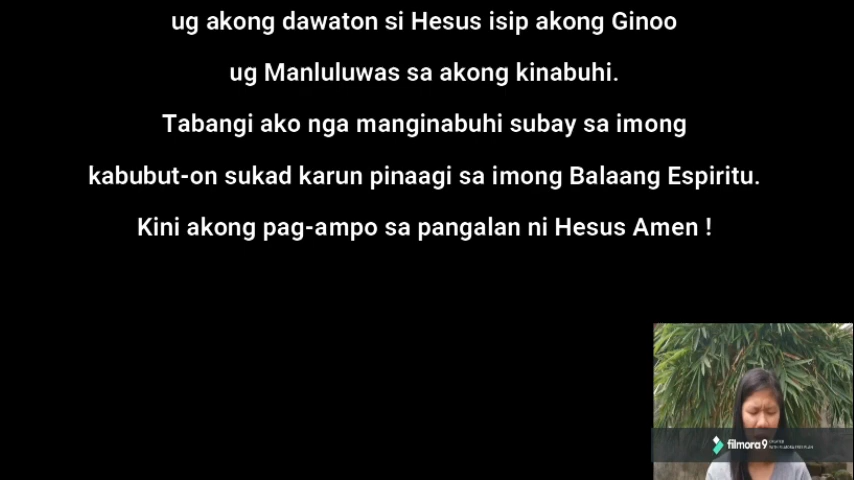 ug akong dawaton si Hesus isip akong Ginoo
ug Manluluwas sa akong kinabuhi.
Tabangi ako nga manginabuhi subay sa imong
kabubut-on sukad karun pinaagi sa imong Balaang Espiritu.
Kini akong pag-ampo sa pangalan ni Hesus Amen !
filmora9